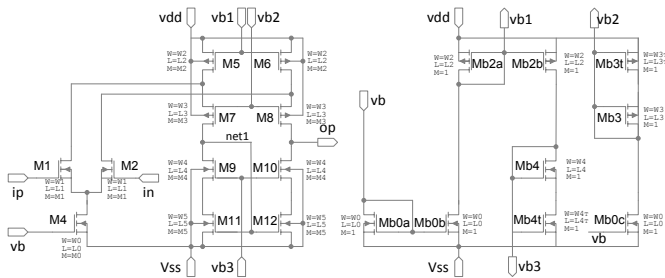 vdd
vb1
vb2
W=W2
L=L2
M=M2
M5
M6
W=W2
L=L2
M=M2
W=W3
L=L3
M=M3
M7
M8
W=W3
L=L3
M=M3
net1
op
M1
W=W1
L=L1
M=M1
M2
W=W1
L=L1
M=M1
ip
in
W=W4
L=L4
M=M4
M9
M10
W=W4
L=L4
M=M4
M4
W=W0
L=L0
M=M0
vb
W=W5
L=L5
M=M5
M11
M12
W=W5
L=L5
M=M5
Vss
vb3
vdd
vb1
vb2
W=W2
L=L2
M=1
Mb2a
Mb2b
W=W2
L=L2
M=1
Mb3t
M=1
vb
Mb3
W=W3
L=L3
M=1
Mb4
W=W4
L=L4
M=1
W=W0
L=L0
M=1
Mb0a
Mb0b
W=W0
L=L0
M=1
Mb4t
M=1
Mb0c
vb
W=W0
L=L0
M=1
Vss
vb3